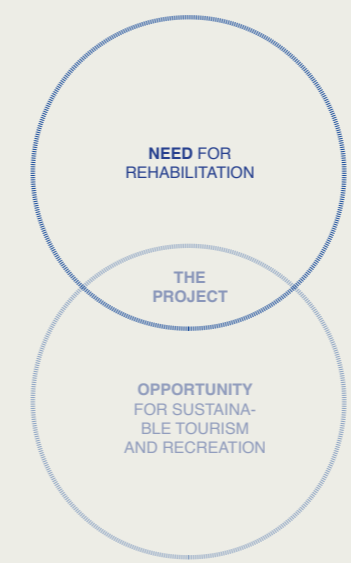 NEED FOR
REHABILITATION
THE
PROJECT
OPPORTUNITY
FOR SUSTAINA-
BLE TOURISM
AND RECREATION